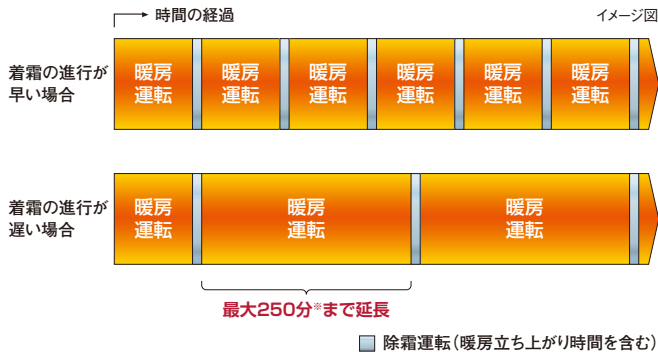 時間の経過
イメージ図
着霜の進行が
早い場合
暖房
運転
暖房
運転
暖房
運転
暖房
運転
暖房
運転
暖房
運転
着霜の進行が
遅い場合
暖房
運転
暖房
運転
暖房
運転
最大250分※まで延長
除霜運転(暖房立ち上がり時間を含む)